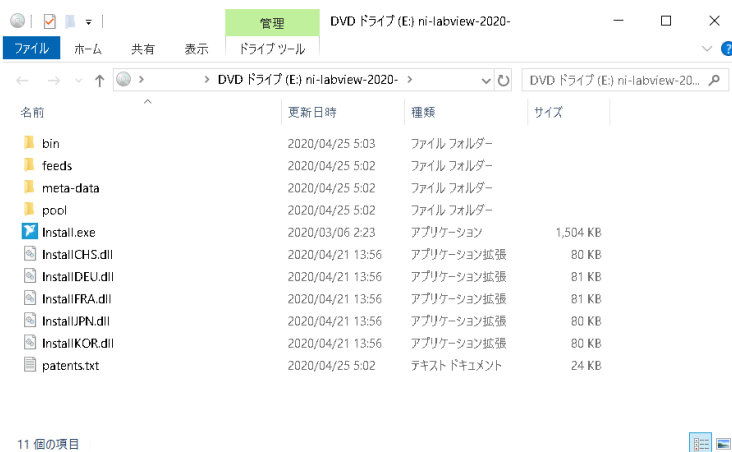 管理 DVD ドライブ (E:) ni-labview-2020-
ファイル ホーム 共有 表示 ドライブ ツール
DVD ドライブ (E:) ni-labview-2020- DVD ドライブ (E:) ni-labview-20...
名前 更新日時 種類 サイズ
bin 2020/04/25 5:03 ファイル フォルダー
feeds 2020/04/25 5:02 ファイル フォルダー
meta-data 2020/04/25 5:02 ファイル フォルダー
pool 2020/04/25 5:02 ファイル フォルダー
Install.exe 2020/03/06 2:23 アプリケーション 1,504 KB
InstallCHS.dll 2020/04/21 13:56 アプリケーション拡張 80 KB
InstallDEU.dll 2020/04/21 13:56 アプリケーション拡張 81 KB
InstallFRA.dll 2020/04/21 13:56 アプリケーション拡張 81 KB
InstallJPN.dll 2020/04/21 13:56 アプリケーション拡張 80 KB
InstallKOR.dll 2020/04/21 13:56 アプリケーション拡張 80 KB
patents.txt 2020/04/25 5:02 テキスト ドキュメント 24 KB
11 個の項目